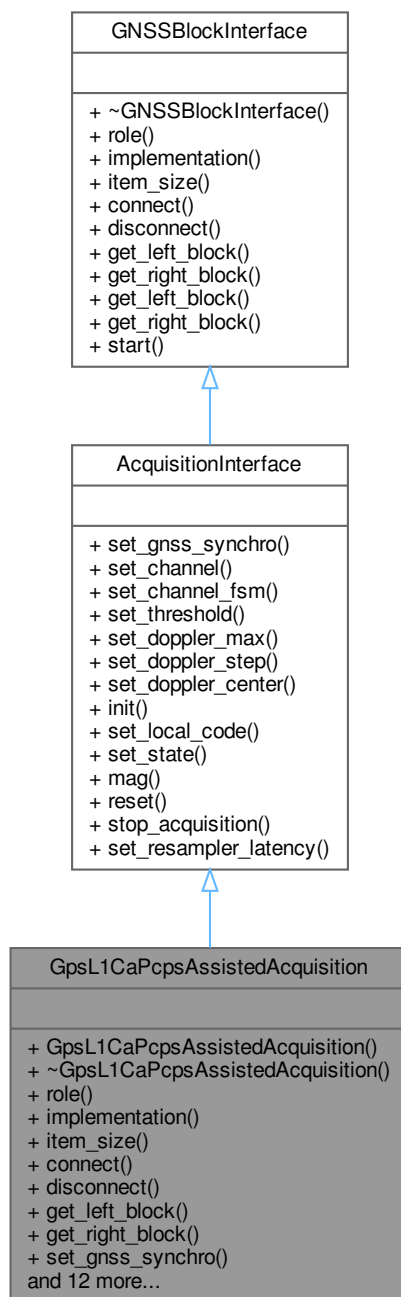 GNSSBlockInterface
+ ~GNSSBlockInterface()
+ role()
+ implementation()
+ item_size()
+ connect()
+ disconnect()
+ get_left_block()
+ get_right_block()
+ get_left_block()
+ get_right_block()
+ start()
AcquisitionInterface
+ set_gnss_synchro()
+ set_channel()
+ set_channel_fsm()
+ set_threshold()
+ set_doppler_max()
+ set_doppler_step()
+ set_doppler_center()
+ init()
+ set_local_code()
+ set_state()
+ mag()
+ reset()
+ stop_acquisition()
+ set_resampler_latency()
GpsL1CaPcpsAssistedAcquisition
+ GpsL1CaPcpsAssistedAcquisition()
+ ~GpsL1CaPcpsAssistedAcquisition()
+ role()
+ implementation()
+ item_size()
+ connect()
+ disconnect()
+ get_left_block()
+ get_right_block()
+ set_gnss_synchro()
and 12 more...